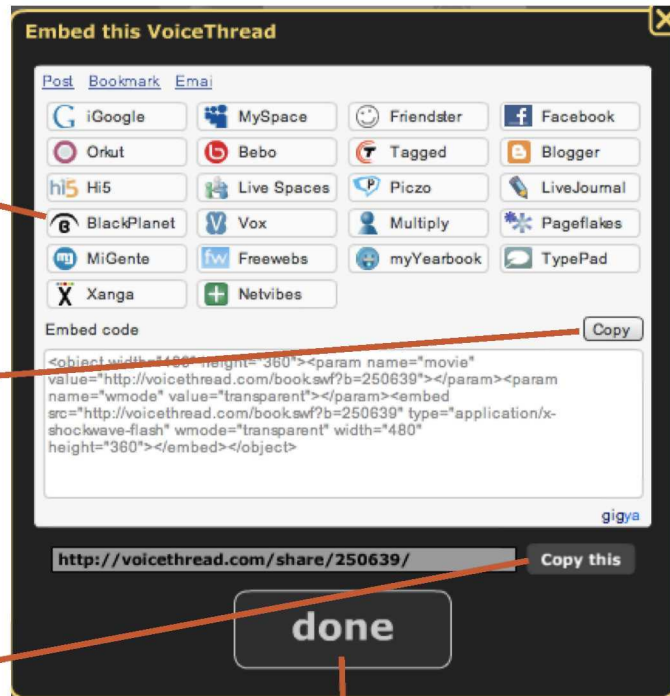 Embed this VoiceThread
Post Bookmark Emai
iGoogle MySpace Friendster Facebook
Orkut Bebo Tagged Blogger
hi5 Hi5 Live Spaces Piczo LiveJournal
BlackPlanet Vox Multiply Pageflakes
MiGente fw Freewebs myYearbook TypePad
Xanga Netvibes
Embed code Copy
<object width="480" height="360"><param name="movie"
value="http://voicethread.com/book.swf?b=250639"></param><param
name="wmode" value="transparent"></param><embed
src="http://voicethread.com/book.swf?b=250639" type="application/x-
shockwave-flash" wmode="transparent" width="480"
height="360"></embed></object>
gigya
http://voicethread.com/share/250639/ Copy this
done